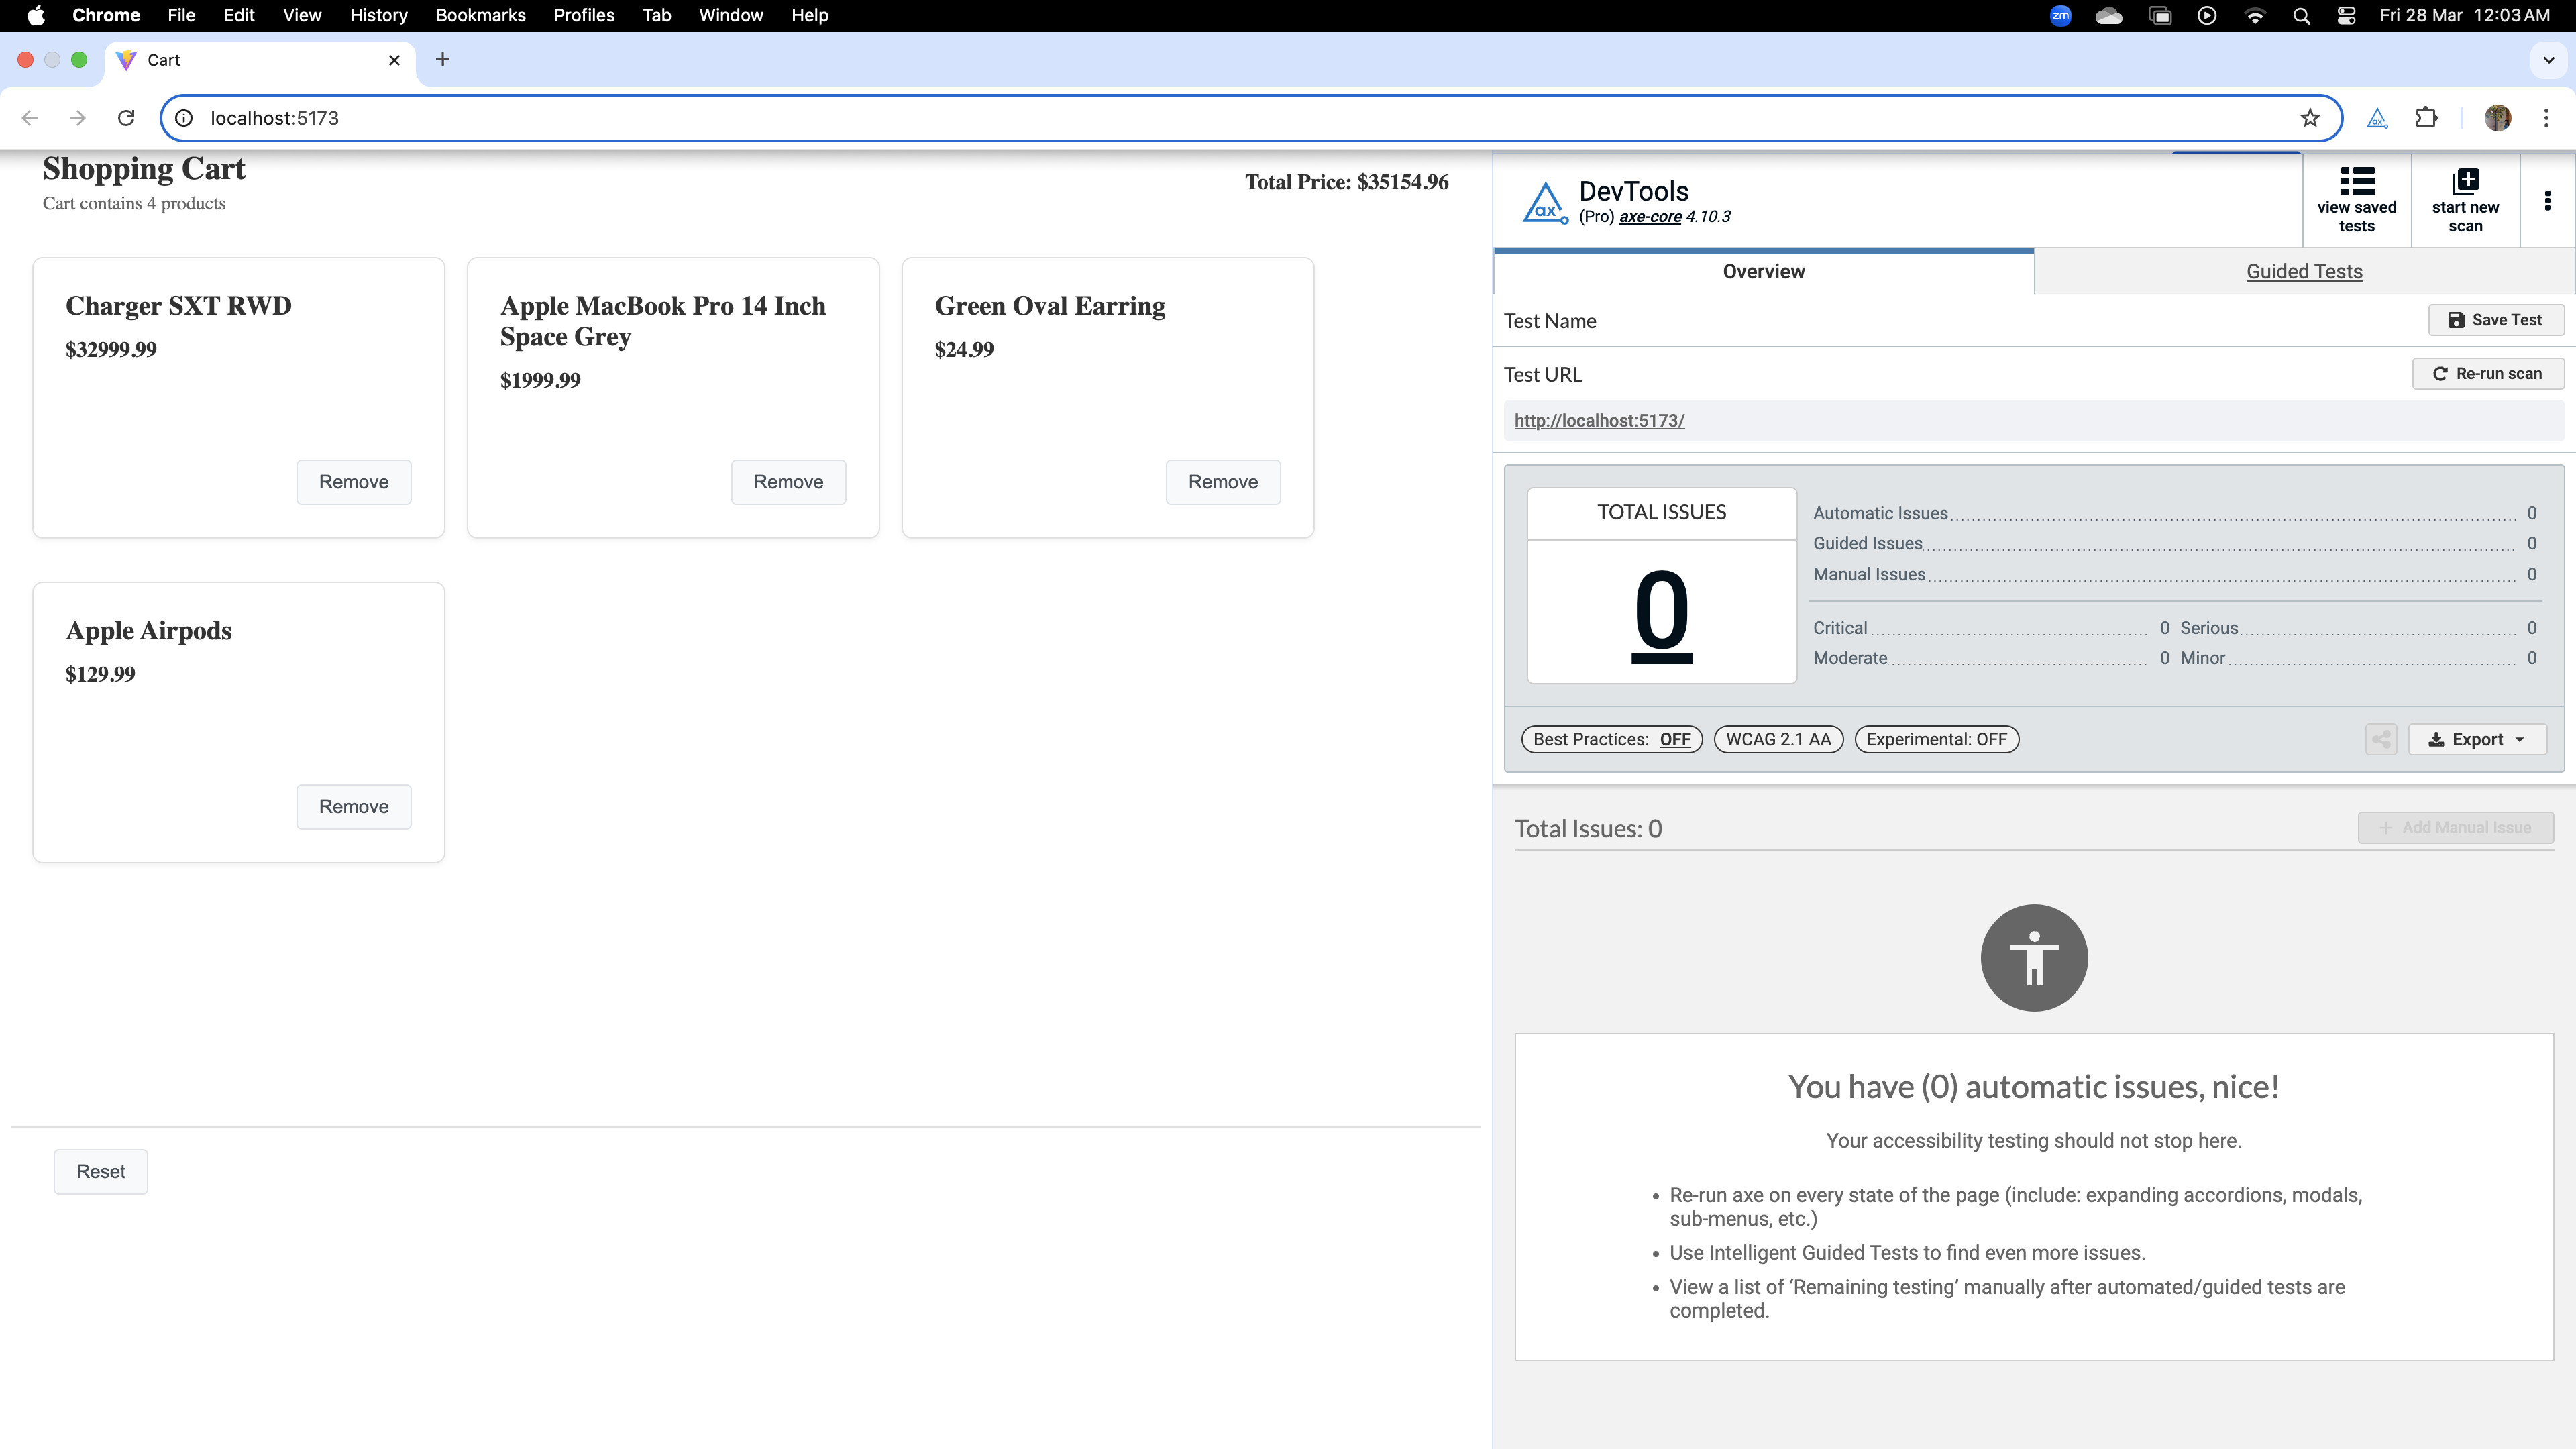 Chrome File Edit View History Bookmarks Profiles Tab Window Help
zm
Fri 28 Mar 12:03 AM
Cart
localhost:5173
Shopping Cart
Cart contains 4 products
Total Price: $35154.96
Charger SXT RWD
$32999.99
Remove
Apple MacBook Pro 14 Inch
Space Grey
$1999.99
Remove
Green Oval Earring
$24.99
Remove
Apple Airpods
$129.99
Remove
Reset
ax
DevTools
(Pro) axe-core 4.10.3
view saved
tests
start new
scan
Overview
Guided Tests
Test Name
Save Test
Test URL
Re-run scan
http://localhost:5173/
TOTAL ISSUES
0
Automatic Issues 0
Guided Issues 0
Manual Issues 0
Critical 0 Serious 0
Moderate 0 Minor 0
Best Practices: OFF
WCAG 2.1 AA
Experimental: OFF
Export
Total Issues: 0
+ Add Manual Issue
You have (0) automatic issues, nice!
Your accessibility testing should not stop here.
• Re-run axe on every state of the page (include: expanding accordions, modals,
sub-menus, etc.)
• Use Intelligent Guided Tests to find even more issues.
• View a list of ‘Remaining testing’ manually after automated/guided tests are
completed.